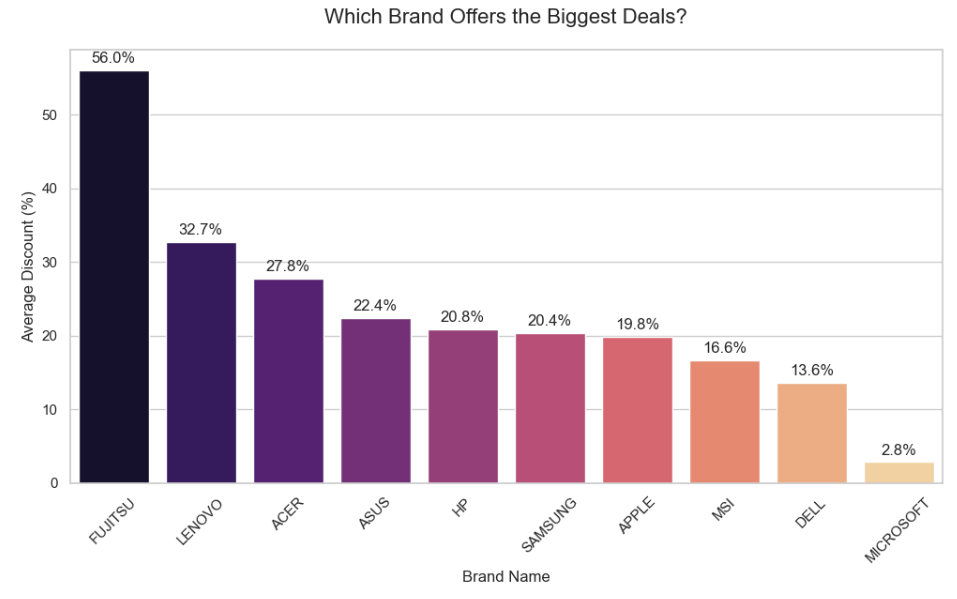 Which Brand Offers the Biggest Deals?
56.0%
32.7%
27.8%
22.4%
20.8%
20.4%
19.8%
16.6%
13.6%
2.8%
Average Discount (%)
50
40
30
20
10
0
FUJITSU
LENOVO
ACER
ASUS
HP
SAMSUNG
APPLE
MSI
DELL
MICROSOFT
Brand Name